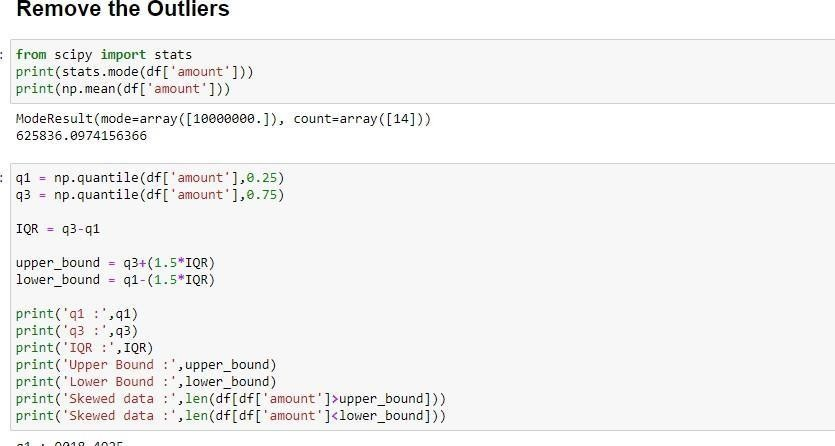 Remove the Outliers
from scipy import stats
print(stats.mode(df['amount']))
print(np.mean(df['amount']))
ModeResult(mode=array([10000000.]), count=array([14]))
625836.0974156366
q1 = np.quantile(df['amount'],0.25)
q3 = np.quantile(df['amount'],0.75)
IQR = q3-q1
upper_bound = q3+(1.5*IQR)
lower_bound = q1-(1.5*IQR)
print('q1 :',q1)
print('q3 :',q3)
print('IQR :',IQR)
print('Upper Bound :',upper_bound)
print('Lower Bound :',lower_bound)
print('Skewed data :',len(df[df['amount']>upper_bound]))
print('Skewed data :',len(df[df['amount']<lower_bound]))